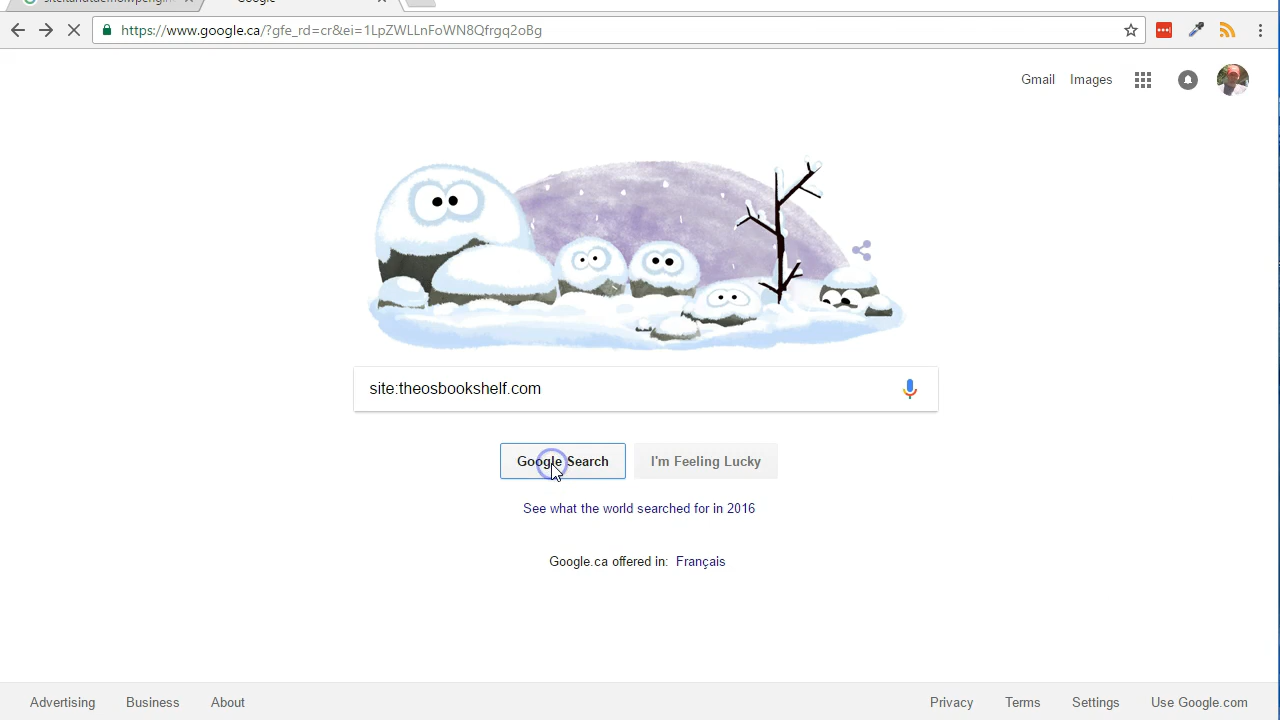 Google
https://www.google.ca/?gfe_rd=cr&ei=1LpZWLLnFoWN8Qfrgq2oBg
Gmail Images
site:theosbookshelf.com
Google Search I'm Feeling Lucky
See what the world searched for in 2016
Google.ca offered in: Français
Advertising Business About Privacy Terms Settings Use Google.com